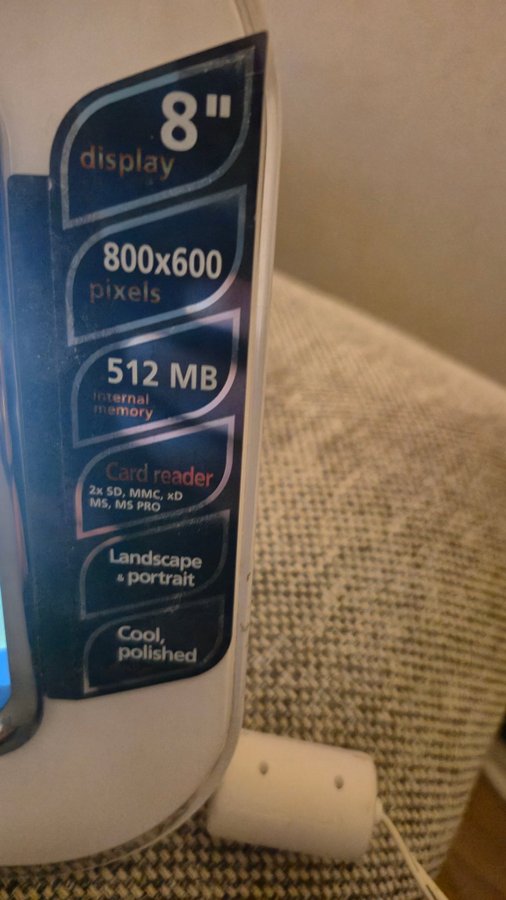 8"
display
800x600
pixels
512 MB
internal
memory
Card reader
2x SD, MMC, xD
MS, MS PRO
Landscape
& portrait
Cool,
polished